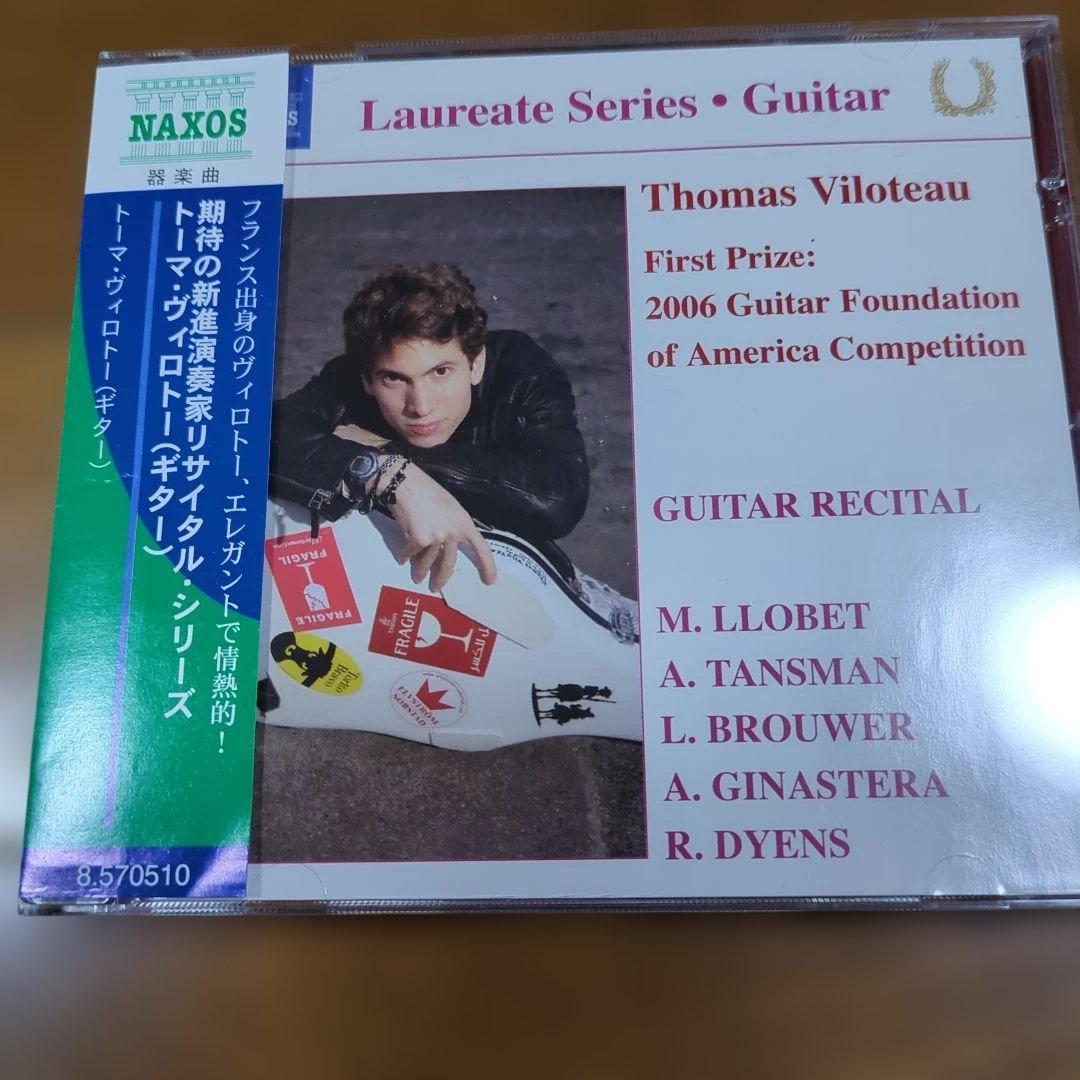 NAXOS
器楽曲
フランス出身のヴィロトー、エレガントで情熱的！
期待の新進演奏家リサイタル・シリーズ
トーマ・ヴィロトー(ギター)
トーマ・ヴィロトー(ギター)
8.570510
Laureate Series • Guitar
Thomas Viloteau
First Prize:
2006 Guitar Foundation
of America Competition
GUITAR RECITAL
M. LLOBET
A. TANSMAN
L. BROUWER
A. GINASTERA
R. DYENS
FRAGIL
FRAGILE
FRAGILE
Torito
Bravo